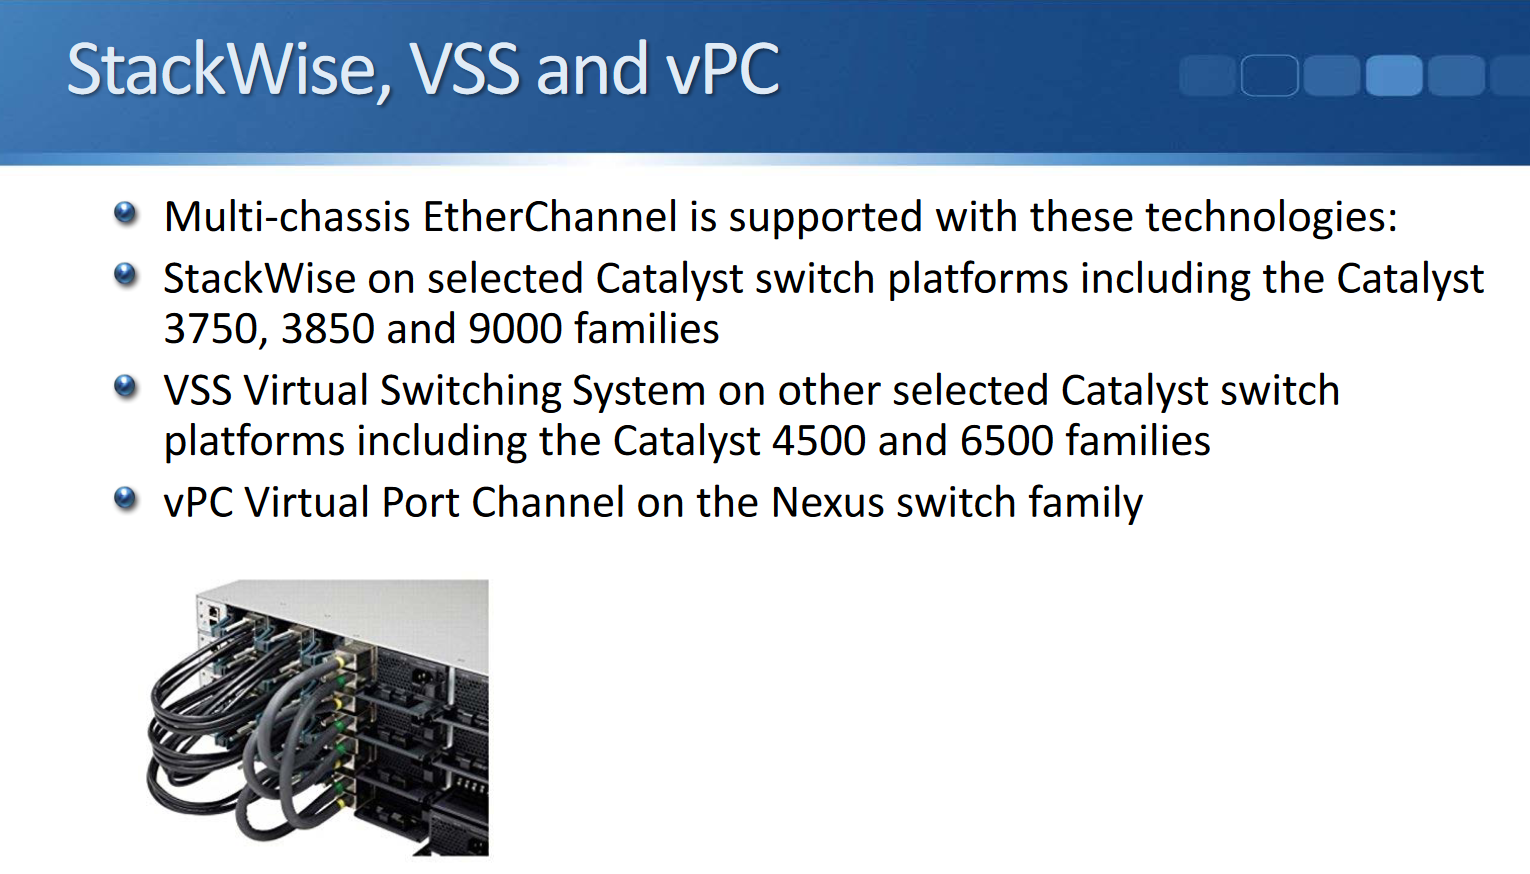 StackWise, VSS and vPC
Multi-chassis EtherChannel is supported with these technologies:
StackWise on selected Catalyst switch platforms including the Catalyst
3750, 3850 and 9000 families
VSS Virtual Switching System on other selected Catalyst switch
platforms including the Catalyst 4500 and 6500 families
vPC Virtual Port Channel on the Nexus switch family